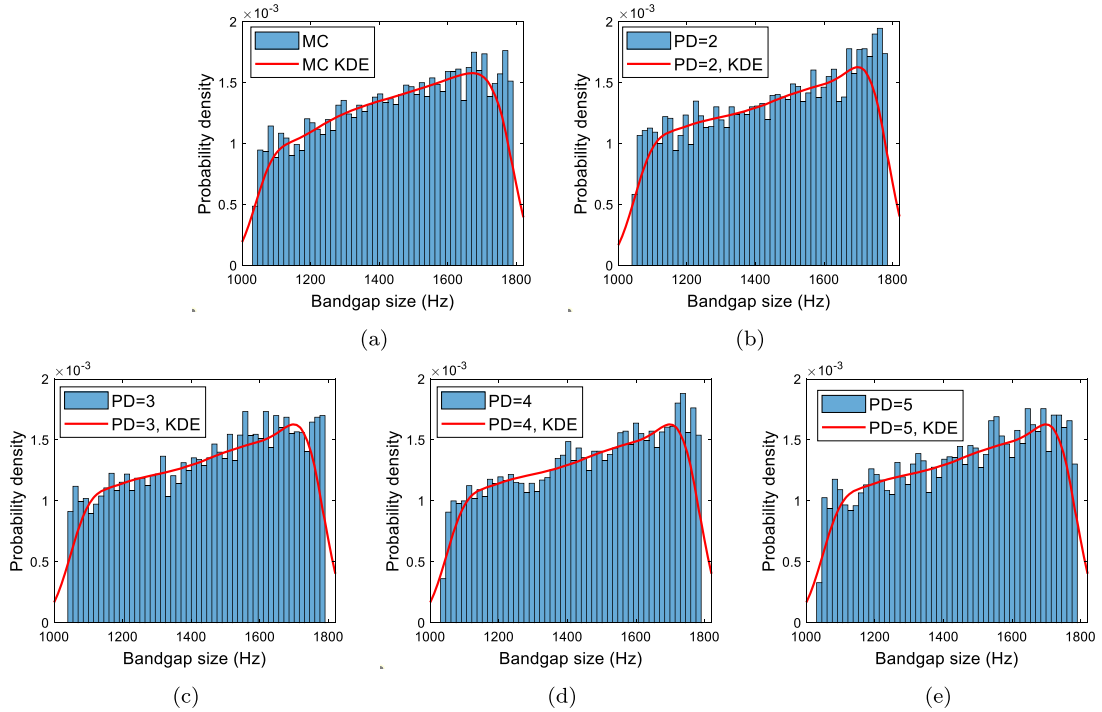 ×10⁻³
2
1.5
1
0.5
0
Probability density
MC
MC KDE
1000 1200 1400 1600 1800
Bandgap size (Hz)
(a)
×10⁻³
2
1.5
1
0.5
0
Probability density
PD=2
PD=2, KDE
1000 1200 1400 1600 1800
Bandgap size (Hz)
(b)
×10⁻³
2
1.5
1
0.5
0
Probability density
PD=3
PD=3, KDE
1000 1200 1400 1600 1800
Bandgap size (Hz)
(c)
×10⁻³
2
1.5
1
0.5
0
Probability density
PD=4
PD=4, KDE
1000 1200 1400 1600 1800
Bandgap size (Hz)
(d)
×10⁻³
2
1.5
1
0.5
0
Probability density
PD=5
PD=5, KDE
1000 1200 1400 1600 1800
Bandgap size (Hz)
(e)